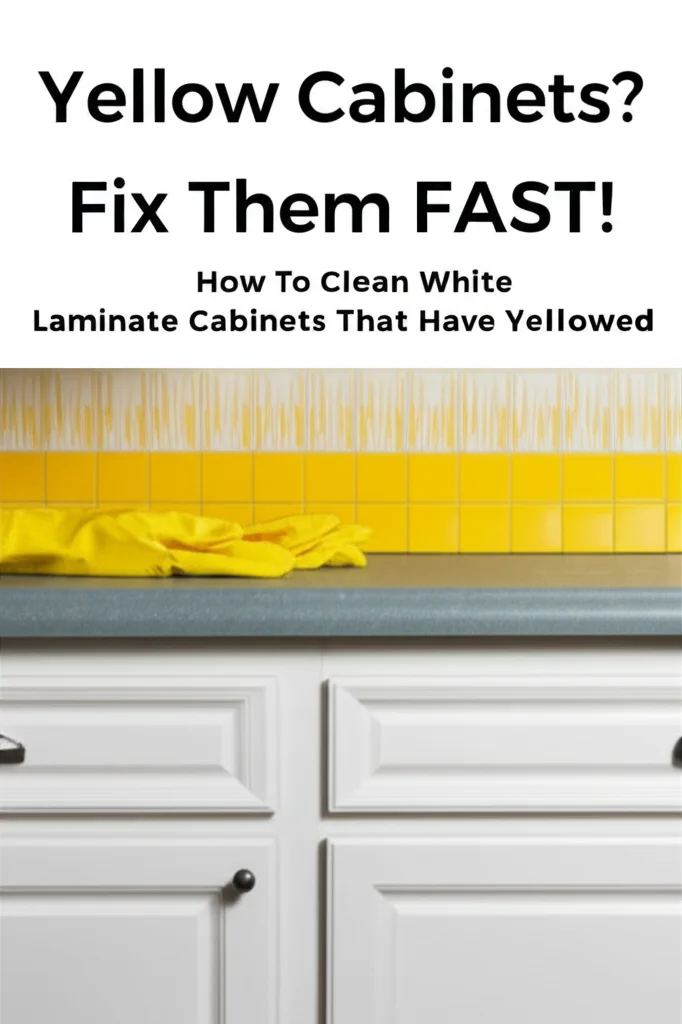 Yellow Cabinets?
Fix Them FAST!
How To Clean White
Laminate Cabinets That Have Yellowed